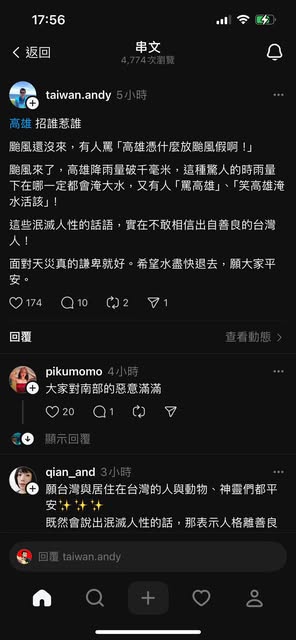 17:56
返回
串文
4,774次瀏覽
taiwan.andy 5小時
高雄 招誰惹誰
颱風還沒來，有人罵「高雄憑什麼放颱風假啊！」
颱風來了，高雄降雨量破千毫米，這種驚人的時雨量
下在哪一定都會淹大水，又有人「罵高雄」、「笑高雄淹
水活該」！
這些泯滅人性的話語，實在不敢相信出自善良的台灣
人！
面對天災真的謙卑就好。希望水盡快退去，願大家平
安。
174 10 2 1
回覆 查看動態
pikumomo 4小時
大家對南部的惡意滿滿
20 1
顯示回覆
qian_and 3小時
願台灣與居住在台灣的人與動物、神靈們都平
安✨✨✨
既然會說出泯滅人性的話，那表示人格離善良
回覆 taiwan.andy